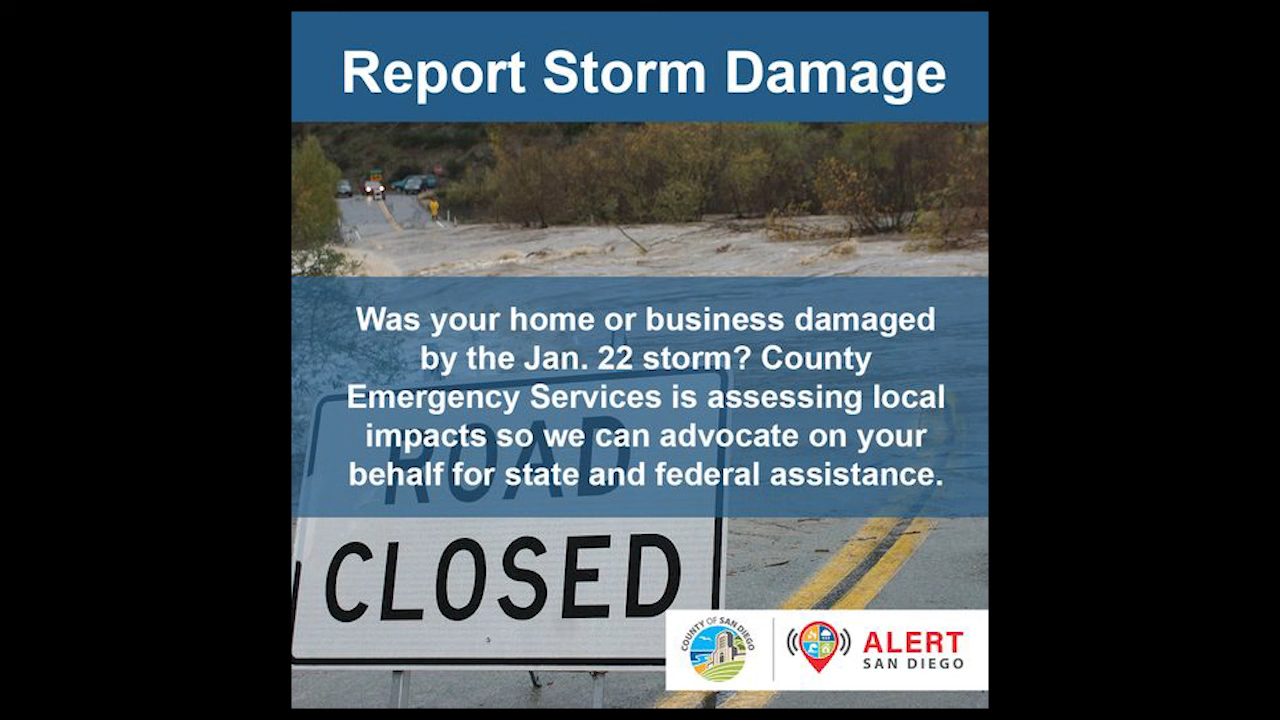 Report Storm Damage
Was your home or business damaged
by the Jan. 22 storm? County
Emergency Services is assessing local
impacts so we can advocate on your
behalf for state and federal assistance.
ROAD
CLOSED
COUNTY OF SAN DIEGO
ALERT
SAN DIEGO